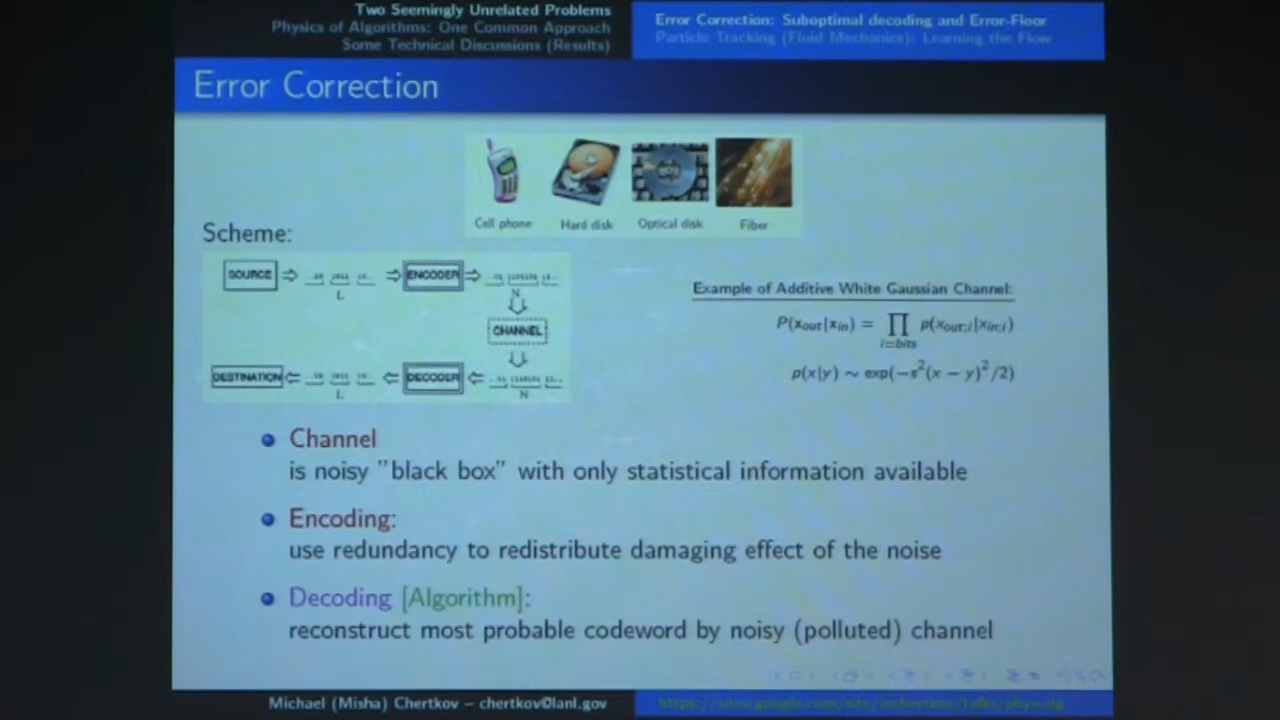 Two Seemingly Unrelated Problems
Physics of Algorithms: One Common Approach
Some Technical Discussions (Results)
Error Correction: Suboptimal decoding and Error-Floor
Particle Tracking (Fluid Mechanics): Learning the Flow
Error Correction
Cell phone Hard disk Optical disk Fiber
Scheme:
SOURCE ⇒ ⇒ ENCODER ⇒
L N
CHANNEL
DESTINATION ⇐ ⇐ DECODER ⇐
L N
Example of Additive White Gaussian Channel:
P(x_out|x_in) = ∏ p(x_out;i|x_in;i)
i=bits
p(x|y) ∼ exp(−s²(x − y)²/2)
Channel
is noisy "black box" with only statistical information available
Encoding:
use redundancy to redistribute damaging effect of the noise
Decoding [Algorithm]:
reconstruct most probable codeword by noisy (polluted) channel
Michael (Misha) Chertkov – chertkov@lanl.gov